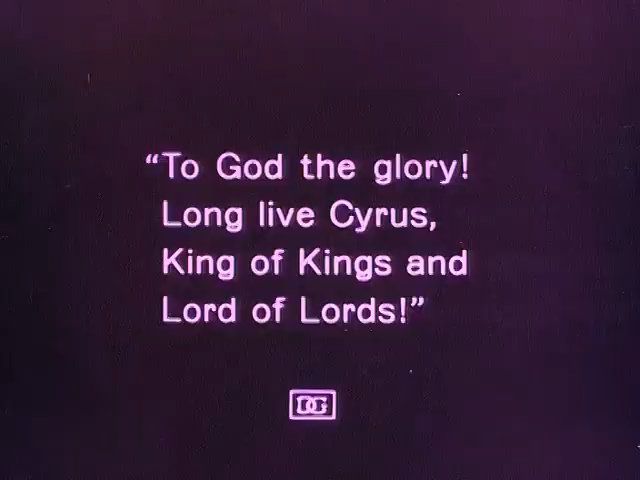 “To God the glory!
Long live Cyrus,
King of Kings and
Lord of Lords!”
DG